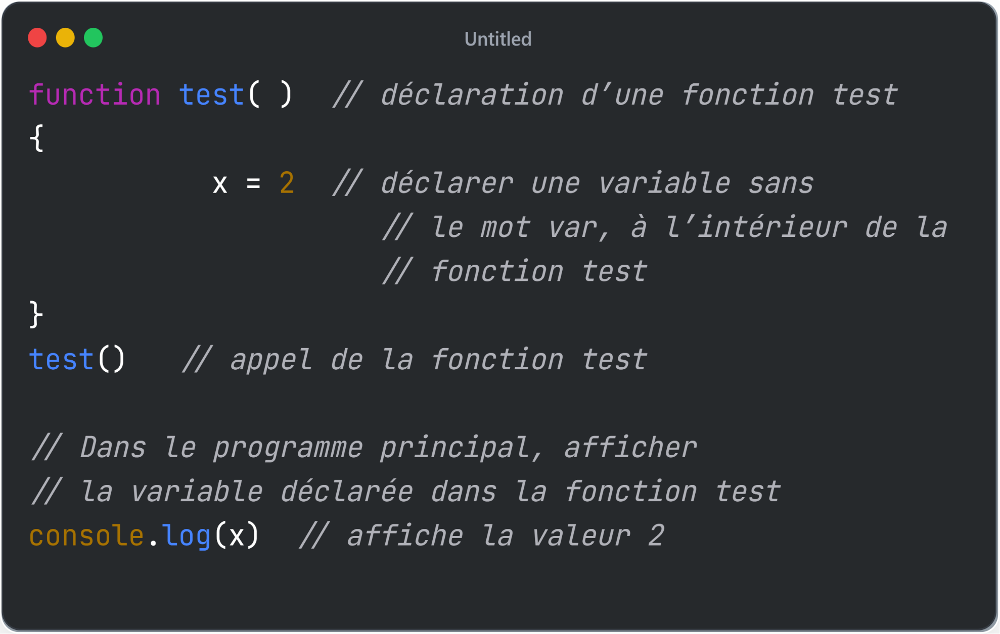 Untitled
function test( )  // déclaration d’une fonction test
{
           x = 2  // déclarer une variable sans
                     // le mot var, à l’intérieur de la
                     // fonction test
}
test()   // appel de la fonction test

// Dans le programme principal, afficher
// la variable déclarée dans la fonction test
console.log(x)  // affiche la valeur 2